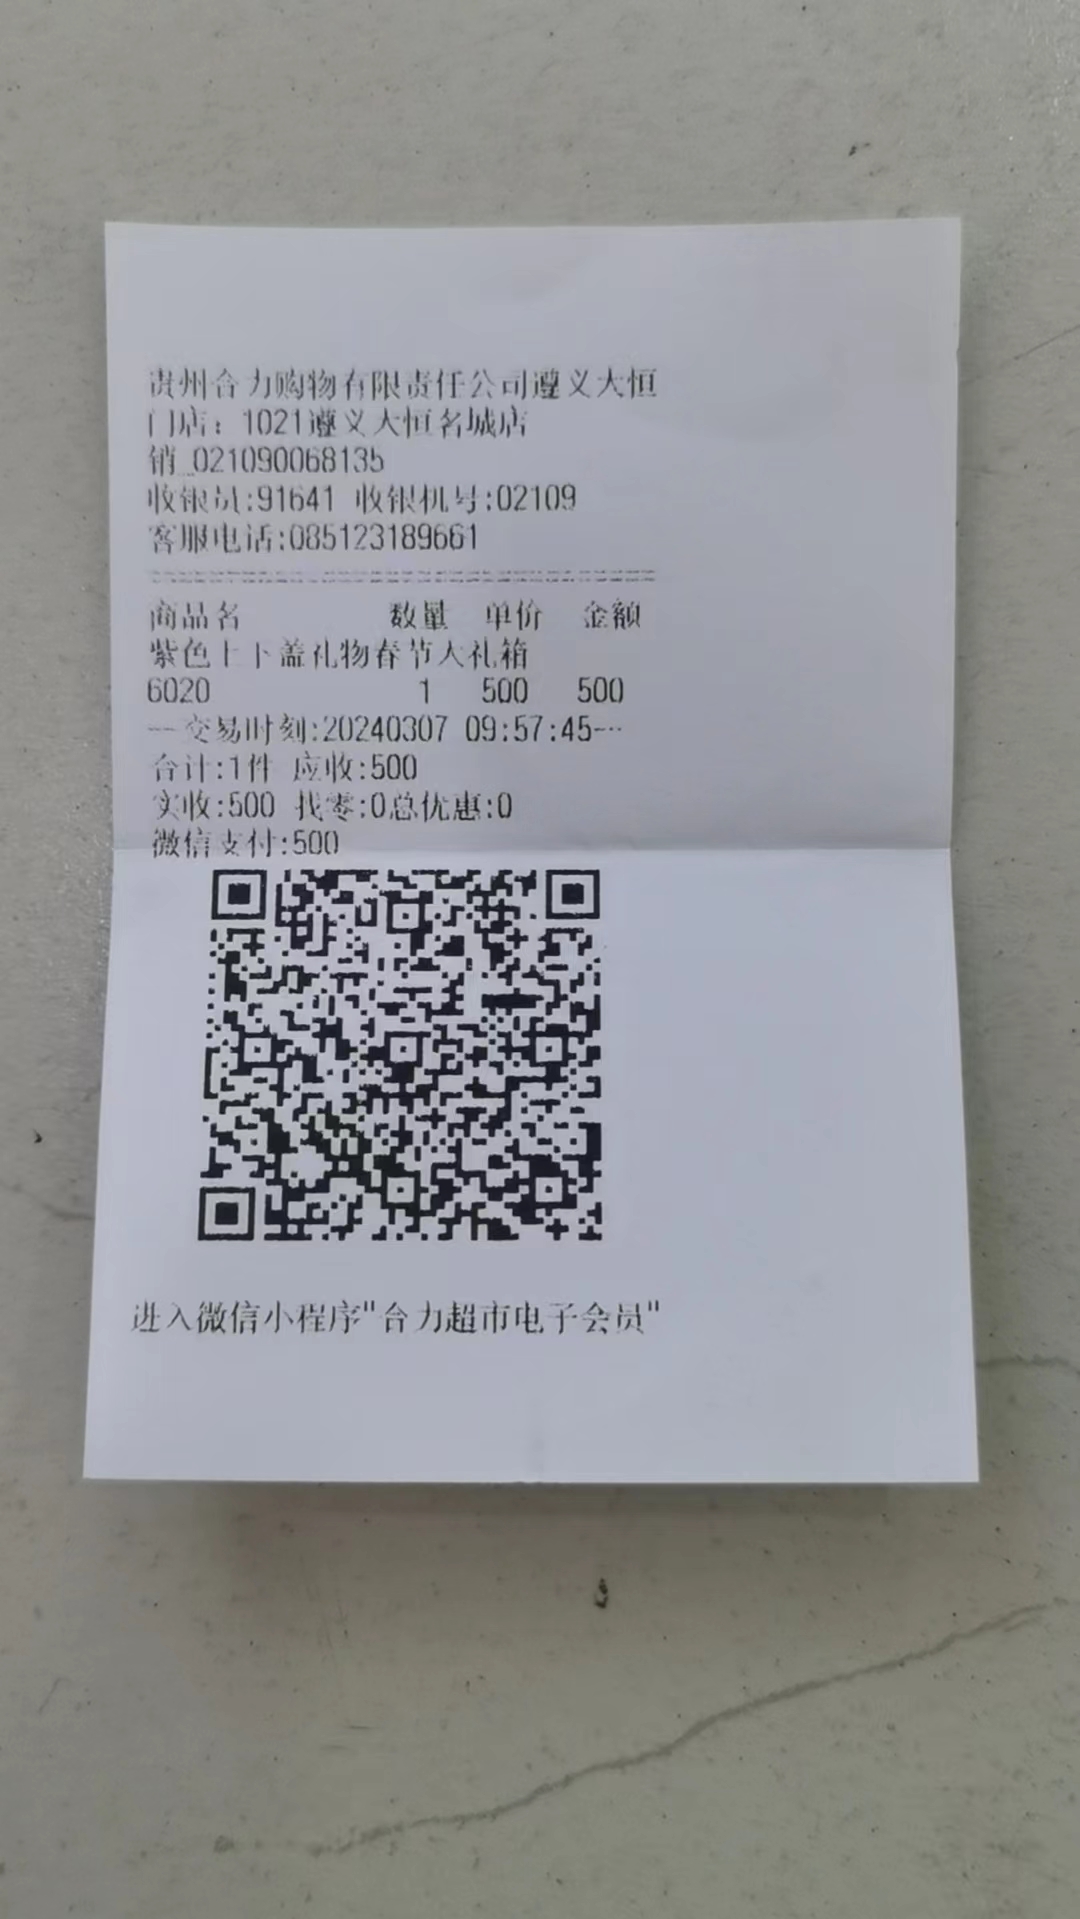 贵州合力购物有限责任公司遵义大恒
门店：1021遵义大恒名城店
销_021090068135
收银员:91641 收银机号:02109
客服电话:085123189661
商品名 数量 单价 金额
紫色上下盖礼物春节大礼箱
6020 1 500 500
--交易时刻:20240307 09:57:45--
合计:1件 应收:500
实收:500 找零:0总优惠:0
微信支付:500
进入微信小程序"合力超市电子会员"